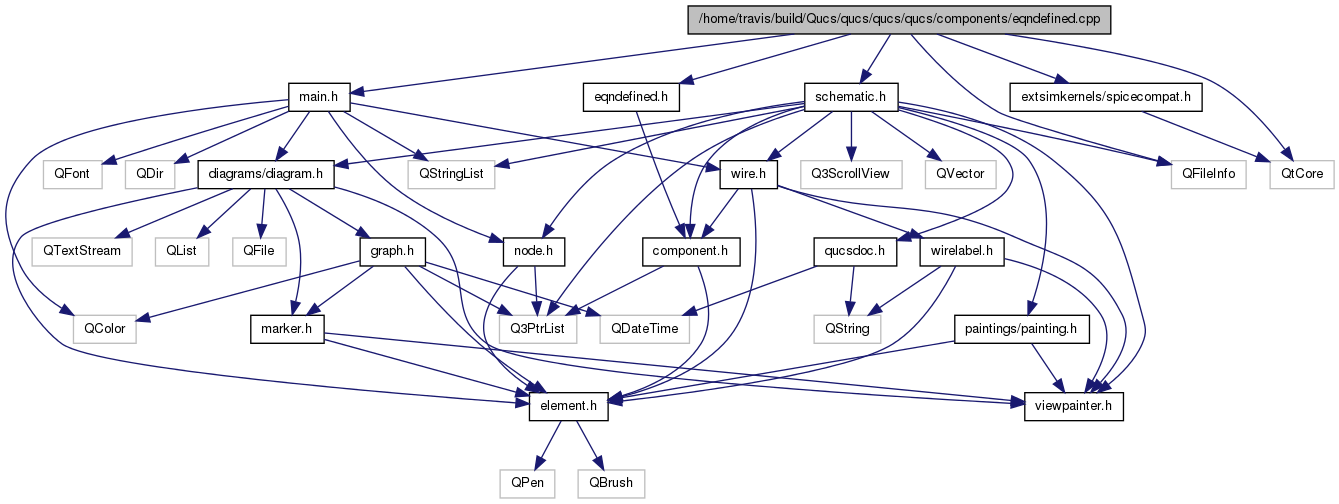 /home/travis/build/Qucs/qucs/qucs/qucs/components/eqndefined.cpp
main.h
eqndefined.h
schematic.h
extsimkernels/spicecompat.h
QFont
QDir
diagrams/diagram.h
QStringList
wire.h
Q3ScrollView
QVector
QFileInfo
QtCore
QTextStream
QList
QFile
graph.h
node.h
component.h
qucsdoc.h
wirelabel.h
QColor
marker.h
Q3PtrList
QDateTime
QString
paintings/painting.h
element.h
viewpainter.h
QPen
QBrush